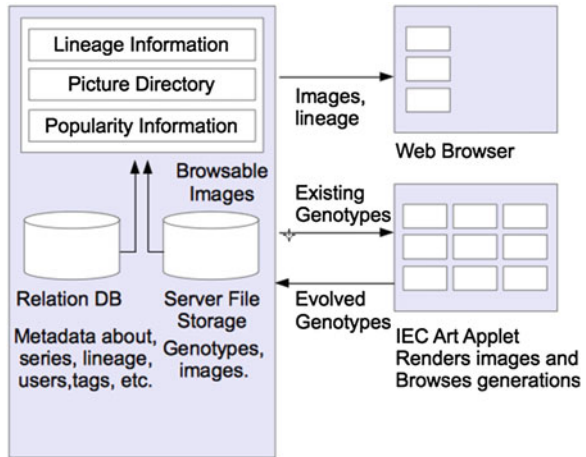 Lineage Information
Picture Directory
Popularity Information
Browsable
Images
Relation DB
Metadata about,
series, lineage,
users,tags, etc.
Server File
Storage
Genotypes,
images.
Images,
lineage
Web Browser
Existing
Genotypes
Evolved
Genotypes
IEC Art Applet
Renders images and
Browses generations